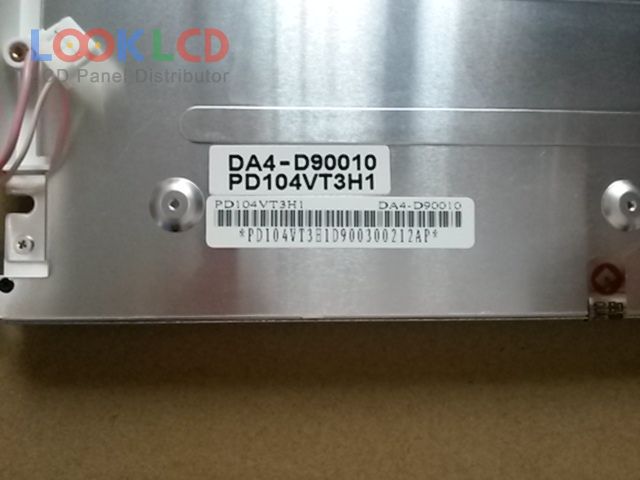 LOOKLCD
LCD Panel Distributor
DA4-D90010
PD104VT3H1
PD104VT3H1 DA4-D90010
*PD104VT3H1D900300212AP*